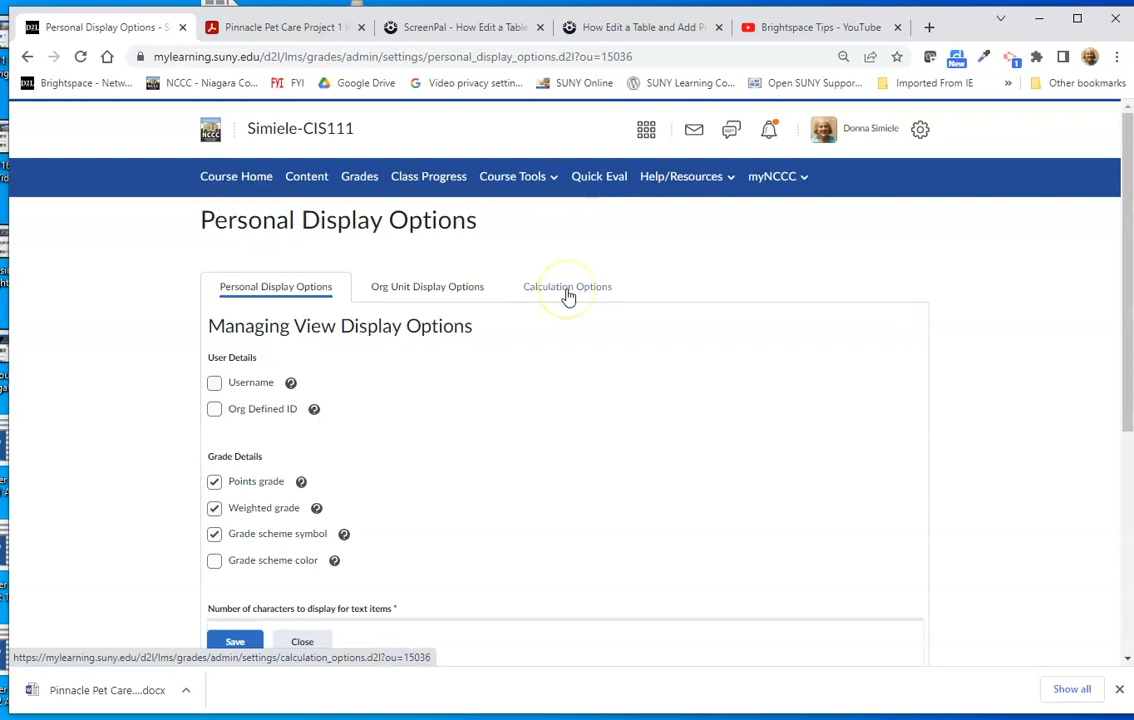 Personal Display Options - S
Pinnacle Pet Care Project 1
ScreenPal - How Edit a Table
How Edit a Table and Add P
Brightspace Tips - YouTube
mylearning.suny.edu/d2l/lms/grades/admin/settings/personal_display_options.d2l?ou=15036
New
1
D2L Brightspace - Netw...
NCCC - Niagara Co...
FYI FYI
Google Drive
Video privacy settin...
SUNY Online
SUNY Learning Co...
Open SUNY Suppor...
Imported From IE
»
Other bookmarks
NCCC
Simiele-CIS111
Donna Simiele
Course Home Content Grades Class Progress Course Tools Quick Eval Help/Resources myNCCC
Personal Display Options
Personal Display Options Org Unit Display Options Calculation Options
Managing View Display Options
User Details
Username
Org Defined ID
Grade Details
Points grade
Weighted grade
Grade scheme symbol
Grade scheme color
Number of characters to display for text items *
Save Close
https://mylearning.suny.edu/d2l/lms/grades/admin/settings/calculation_options.d2l?ou=15036
Pinnacle Pet Care....docx
Show all